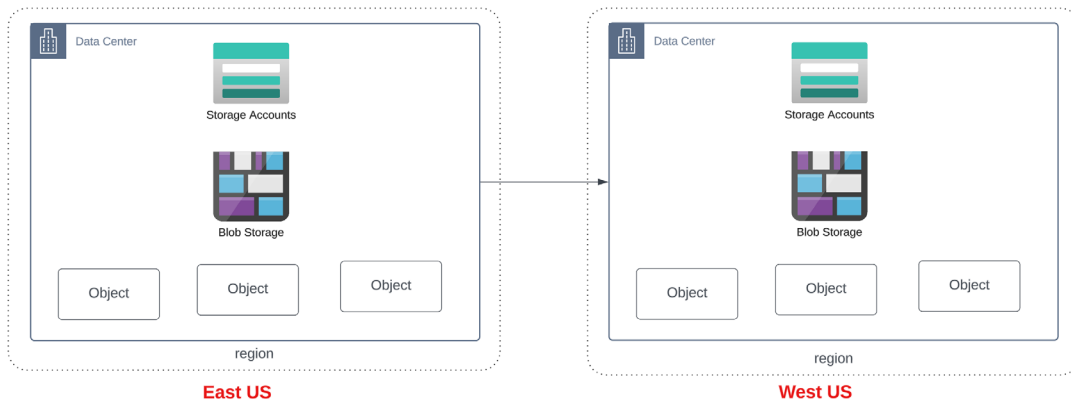 Data Center
Storage Accounts
Blob Storage
Object
Object
Object
region
East US
Data Center
Storage Accounts
Blob Storage
Object
Object
Object
region
West US